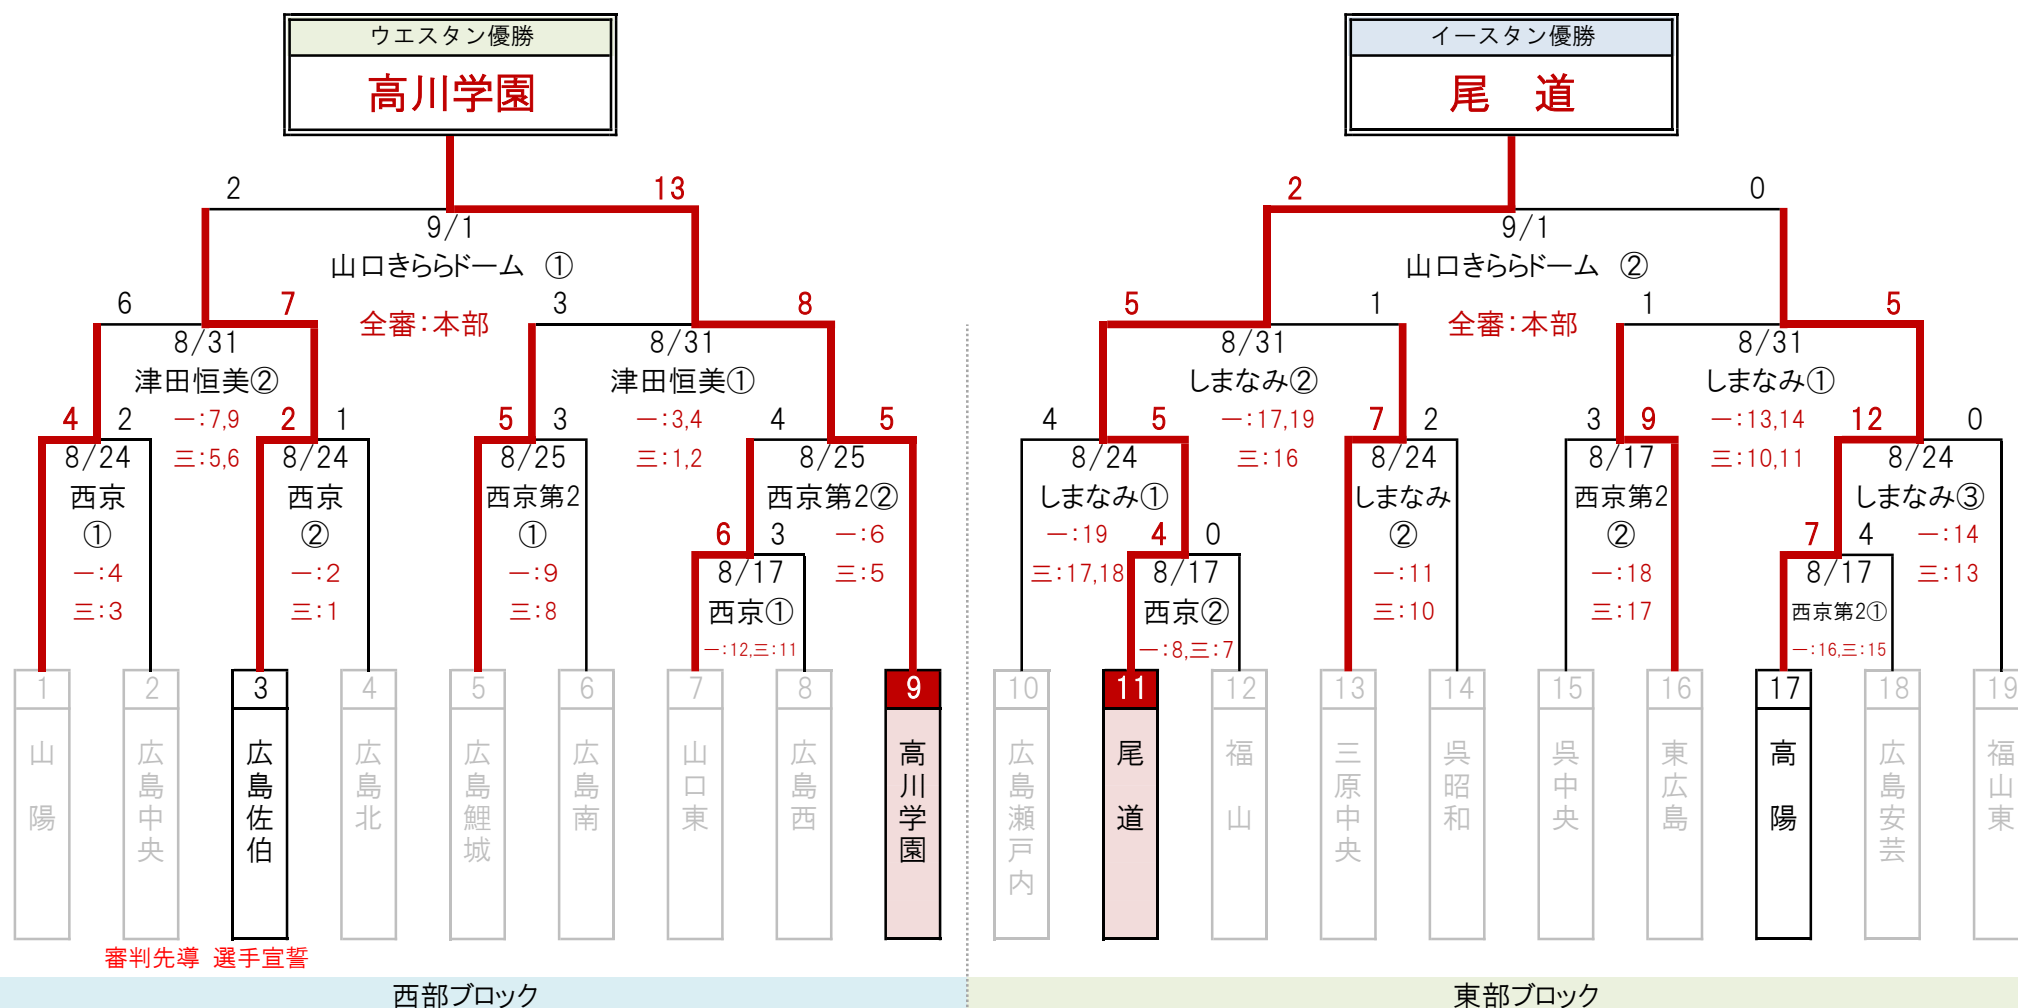 ウエスタン優勝
高川学園
イースタン優勝
尾　道
2 13
9/1
山口きららドーム ①
全審：本部
2 0
9/1
山口きららドーム ②
全審：本部
6 7
8/31
津田恒美②
一：7,9
三：5,6
3 8
8/31
津田恒美①
一：3,4
三：1,2
5 1
8/31
しまなみ②
一：17,19
三：16
1 5
8/31
しまなみ①
一：13,14
三：10,11
4 2
8/24
西京
①
一：4
三：3
2 1
8/24
西京
②
一：2
三：1
5 3
8/25
西京第2
①
一：9
三：8
4 5
8/25
西京第2②
一：6
三：5
6 3
8/17
西京①
一：12,三：11
4 5
8/24
しまなみ①
一：19
三：17,18
4 0
8/17
西京②
一：8,三：7
7 2
8/24
しまなみ
②
一：11
三：10
3 9
8/17
西京第2
②
一：18
三：17
12 0
8/24
しまなみ③
一：14
三：13
7 4
8/17
西京第2①
一：16,三：15
1 2 3 4 5 6 7 8 9 10 11 12 13 14 15 16 17 18 19
山陽
広島中央
広島佐伯
広島北
広島鯉城
広島南
山口東
広島西
高川学園
広島瀬戸内
尾道
福山
三原中央
呉昭和
呉中央
東広島
高陽
広島安芸
福山東
審判先導 選手宣誓
西部ブロック
東部ブロック